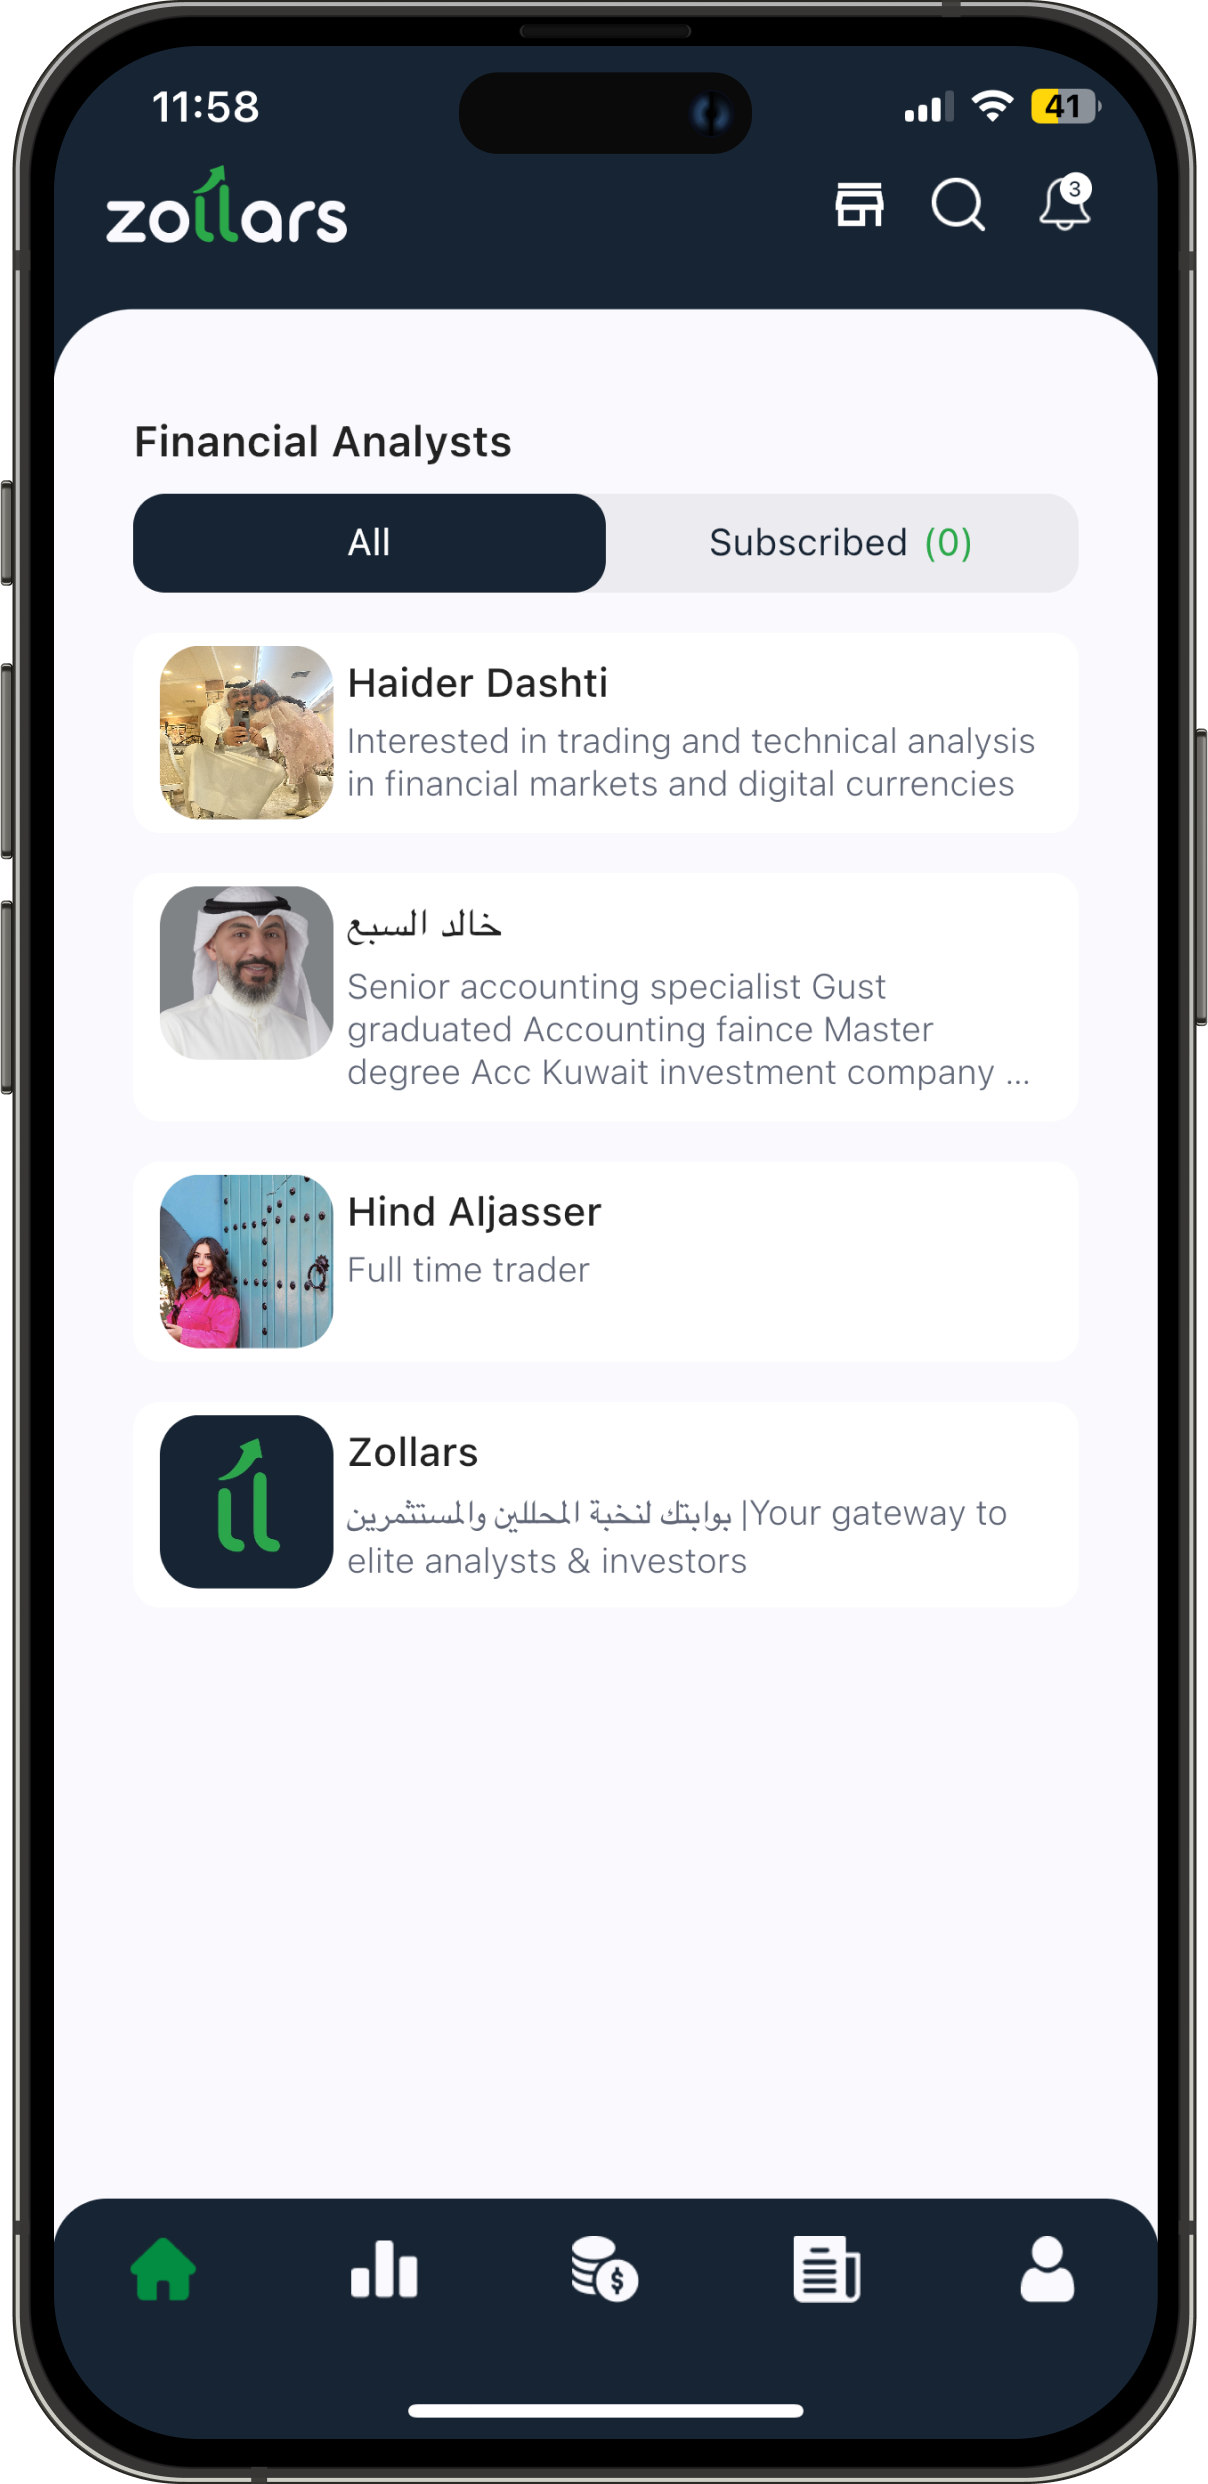 11:58
41
zollars
3
Financial Analysts
All
Subscribed (0)
Haider Dashti
Interested in trading and technical analysis
in financial markets and digital currencies
خالد السبع
Senior accounting specialist Gust
graduated Accounting faince Master
degree Acc Kuwait investment company ...
Hind Aljasser
Full time trader
Zollars
بوابتك لنخبة المحللين والمستثمرين |Your gateway to
elite analysts & investors